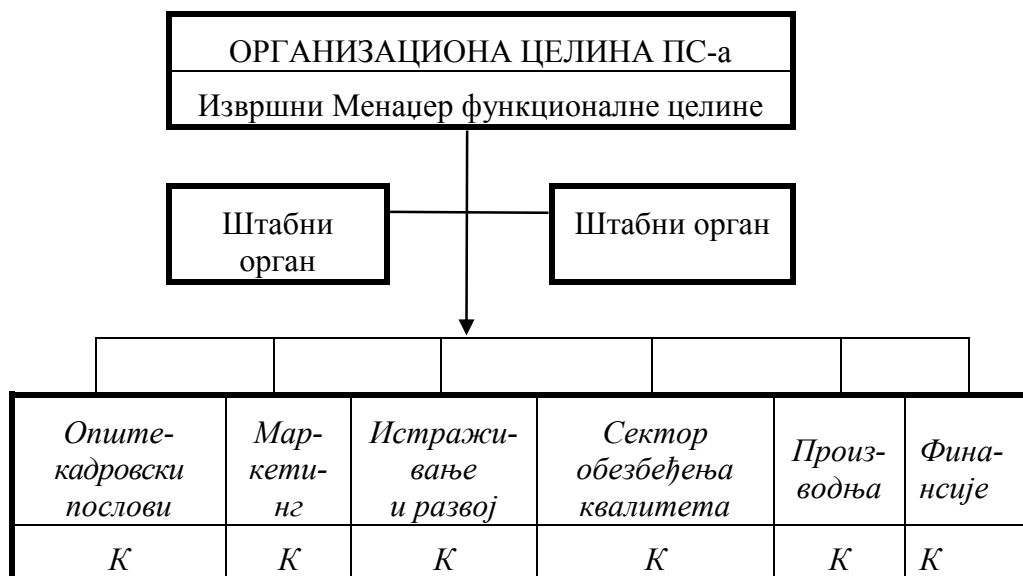 ОРГАНИЗАЦИОНА ЦЕЛИНА ПС-а
Извршни Менаџер функционалне целине
Штабни
орган
Штабни орган
Опште-
кадровски
послови
Мар-
кети-
нг
Истражи-
вање
и развој
Сектор
обезбеђења
квалитета
Произ-
водња
Фина-
нсије
К К К К К К